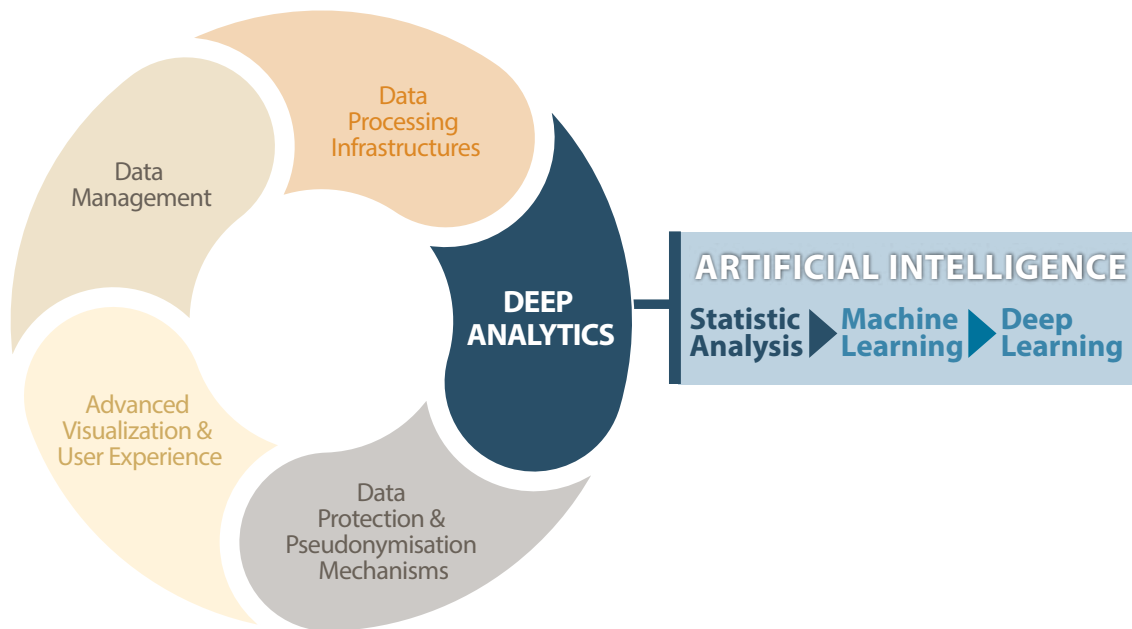 Data
Processing
Infrastructures
Data
Management
DEEP
ANALYTICS
ARTIFICIAL INTELLIGENCE
Statistic
Analysis
Machine
Learning
Deep
Learning
Advanced
Visualization &
User Experience
Data
Protection &
Pseudonymisation
Mechanisms